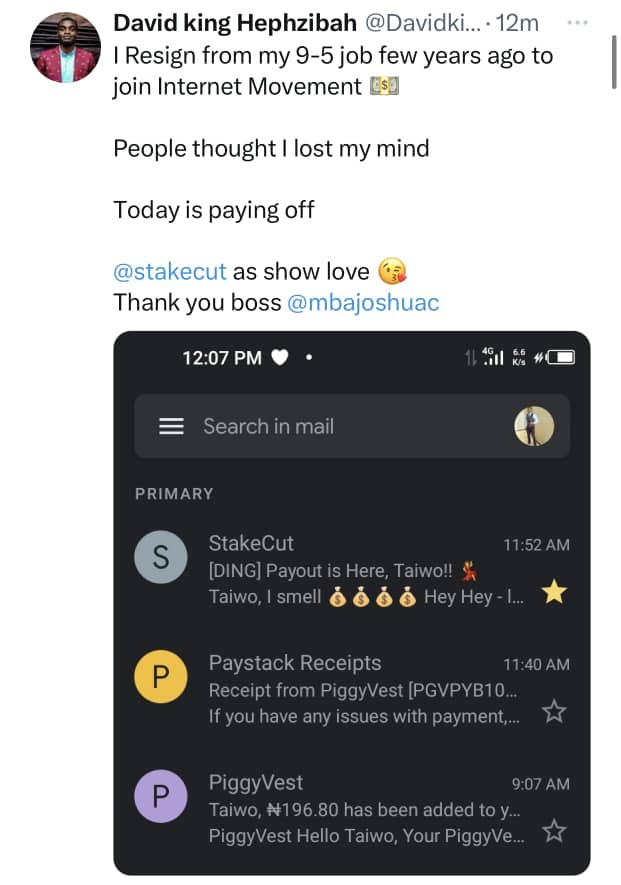 David king Hephzibah @Davidki... · 12m
I Resign from my 9-5 job few years ago to
join Internet Movement 💵
People thought I lost my mind
Today is paying off
@stakecut as show love 😘
Thank you boss @mbajoshuac
12:07 PM 4G 6.6 K/s
Search in mail
PRIMARY
S
StakeCut 11:52 AM
[DING] Payout is Here, Taiwo!! 💃
Taiwo, I smell 💰💰💰💰 Hey Hey - I...
P
Paystack Receipts 11:40 AM
Receipt from PiggyVest [PGVPYB10...
If you have any issues with payment,...
P
PiggyVest 9:07 AM
Taiwo, ₦196.80 has been added to y...
PiggyVest Hello Taiwo, Your PiggyVe...